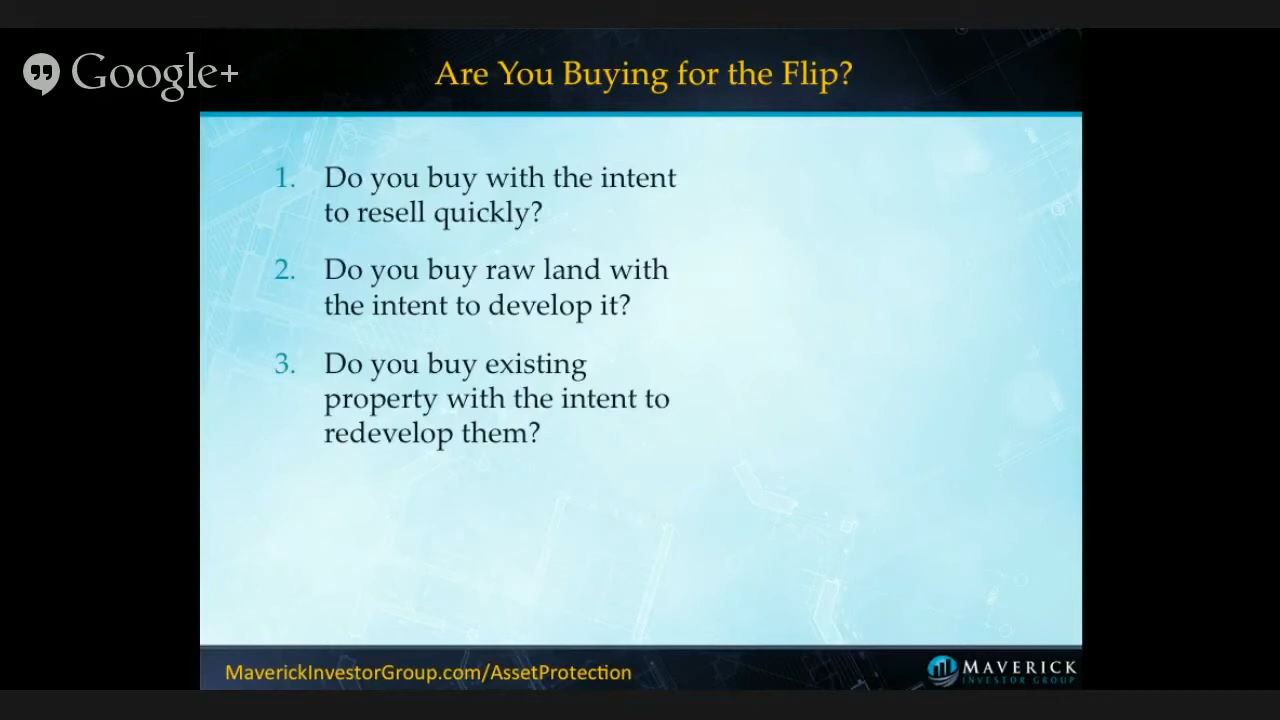 Google+
Are You Buying for the Flip?
1. Do you buy with the intent
to resell quickly?
2. Do you buy raw land with
the intent to develop it?
3. Do you buy existing
property with the intent to
redevelop them?
MaverickInvestorGroup.com/AssetProtection
MAVERICK
INVESTOR GROUP